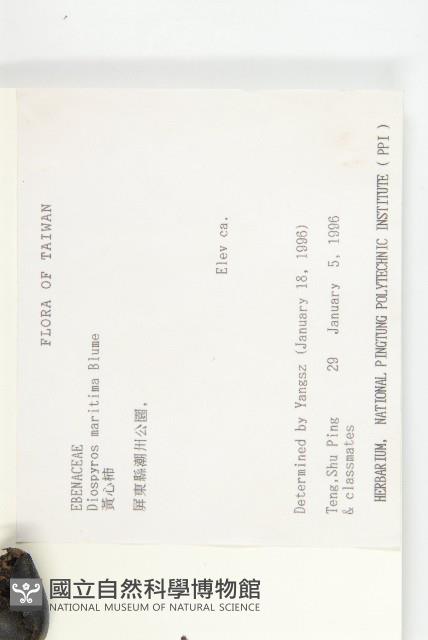 FLORA OF TAIWAN
EBENACEAE
Diospyros maritima Blume
黃心柿
屏東縣潮州公園,
Elev ca.
Determined by Yangsz (January 18, 1996)
Teng,Shu Ping 29 January 5, 1996
& classmates
HERBARIUM, NATIONAL PINGTUNG POLYTECHNIC INSTITUTE ( PPI )
國立自然科學博物館
NATIONAL MUSEUM OF NATURAL SCIENCE